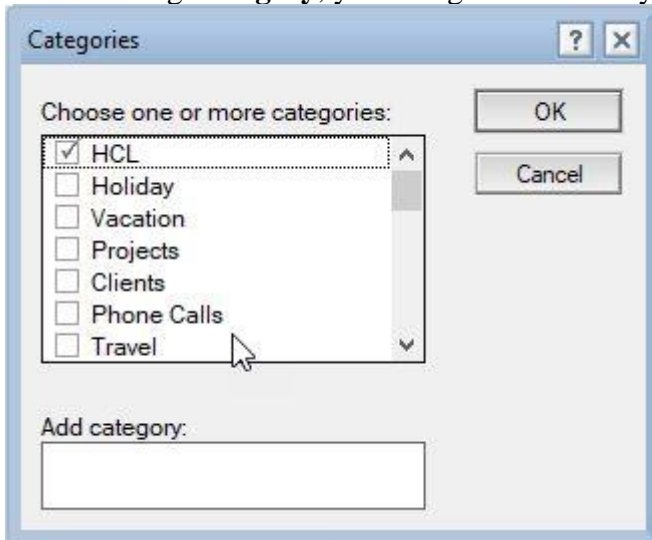 Categories
Choose one or more categories:
OK
HCL
Holiday
Cancel
Vacation
Projects
Clients
Phone Calls
Travel
Add category: